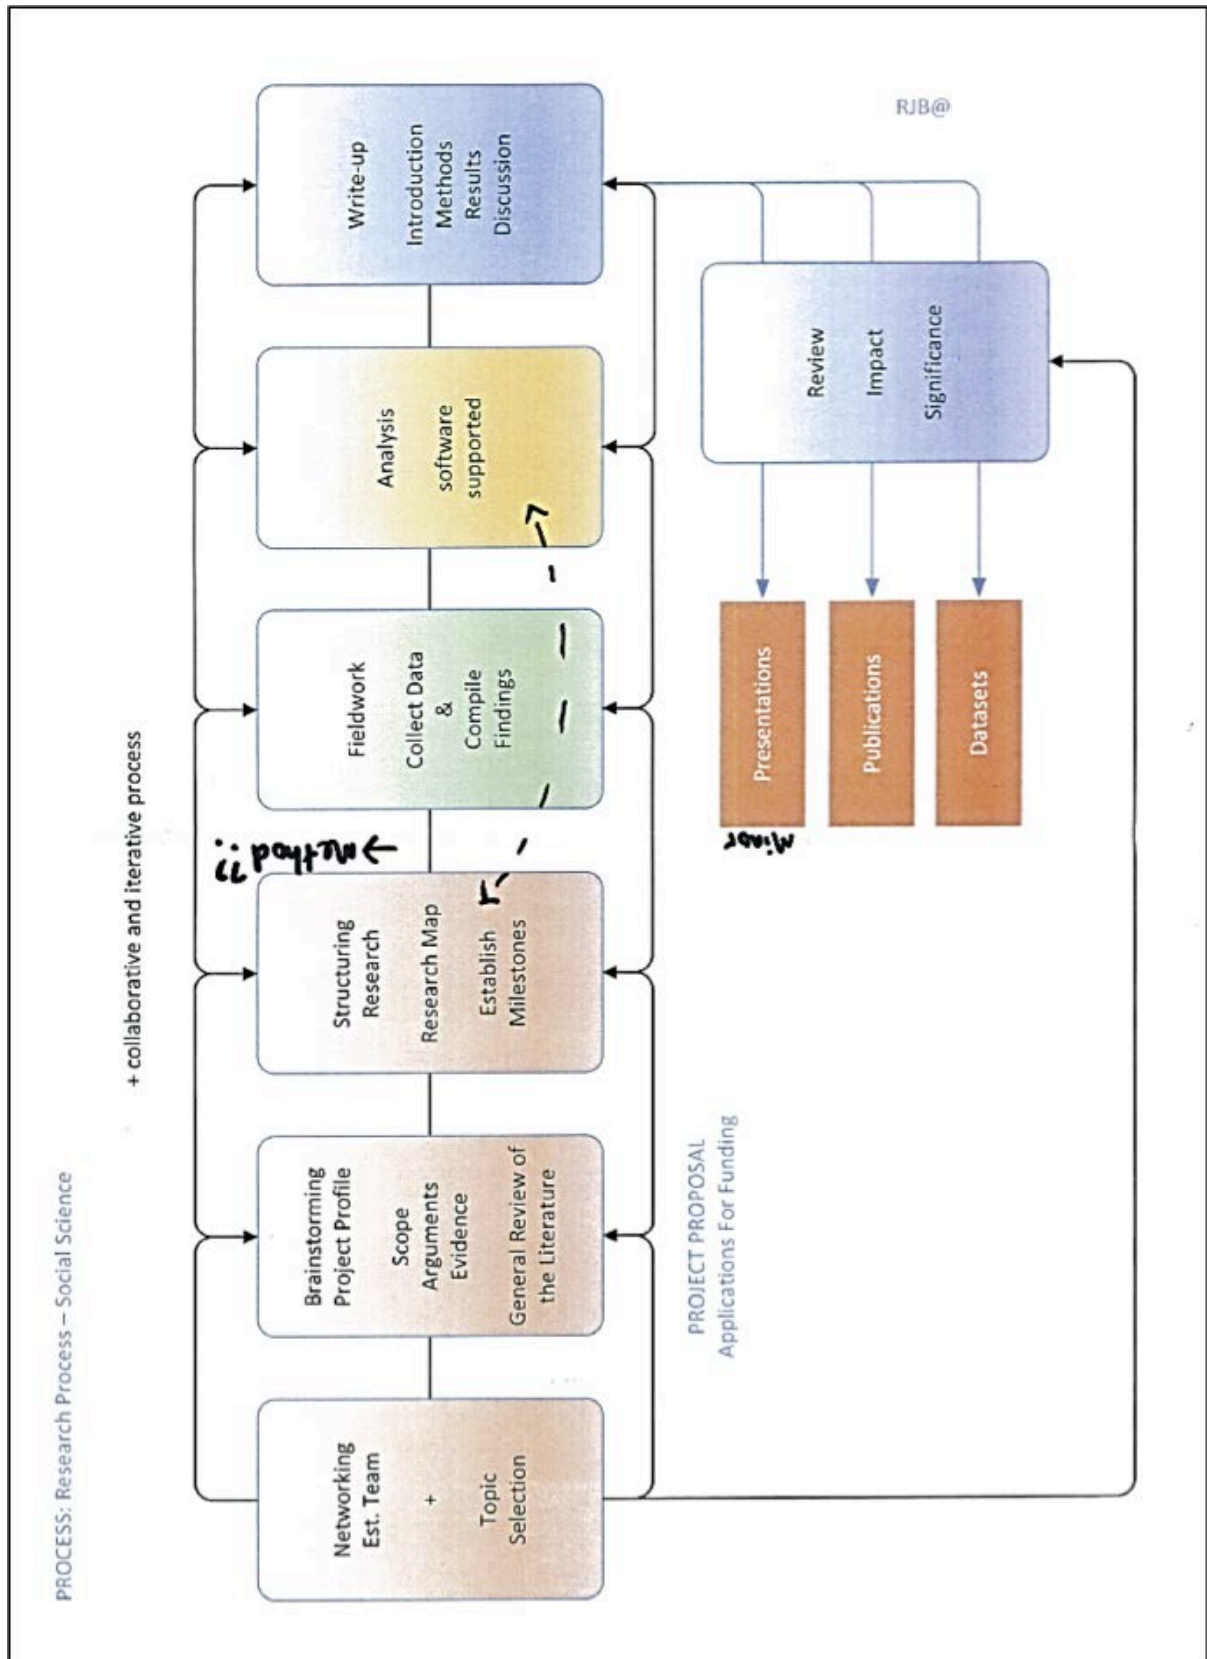 PROCESS: Research Process – Social Science
+ collaborative and iterative process
Networking
Est. Team
+
Topic
Selection
Brainstorming
Project Profile
Scope
Arguments
Evidence
General Review of
the Literature
Structuring
Research
Research Map
Establish
Milestones
→ Method ??
Fieldwork
Collect Data
&
Compile
Findings
Analysis
software
supported
Write-up
Introduction
Methods
Results
Discussion
PROJECT PROPOSAL
Applications For Funding
Minor
Presentations
Publications
Datasets
Review
Impact
Significance
RJB@